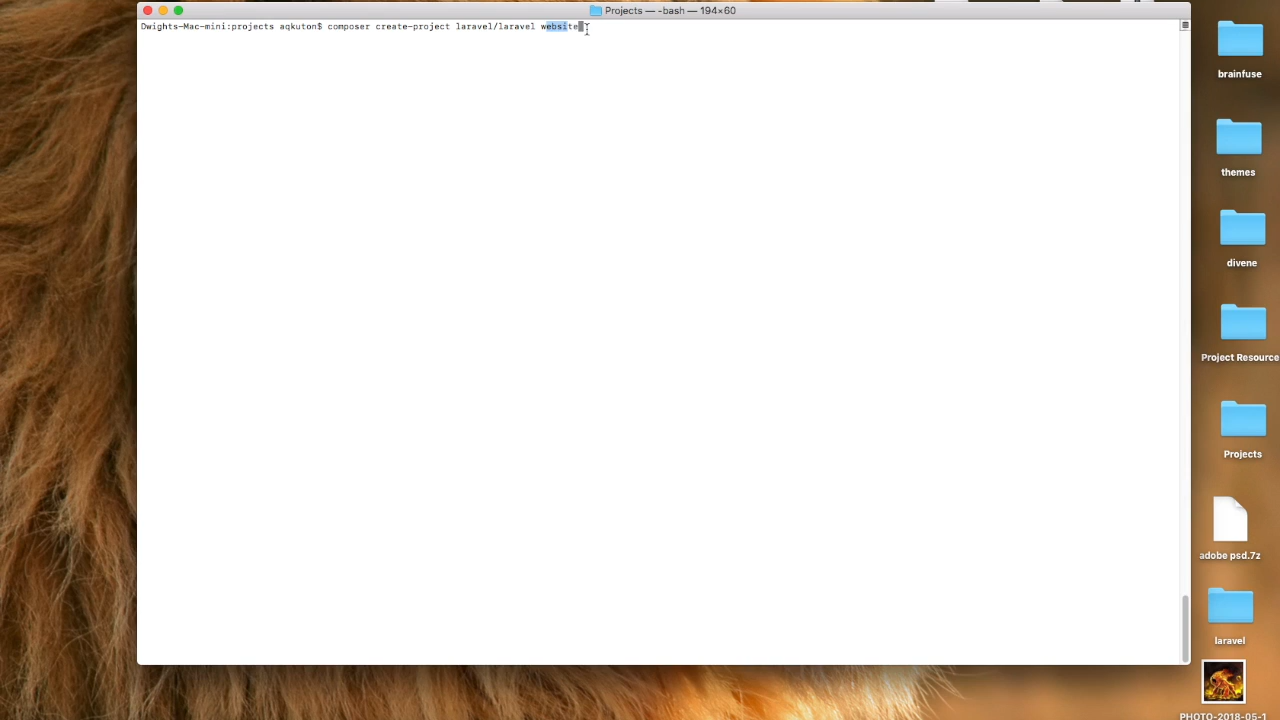 Projects — -bash — 194×60
Dwights-Mac-mini:projects aqkuton$ composer create-project laravel/laravel website
brainfuse
themes
divene
Project Resource
Projects
adobe psd.7z
laravel
PHOTO-2018-05-1